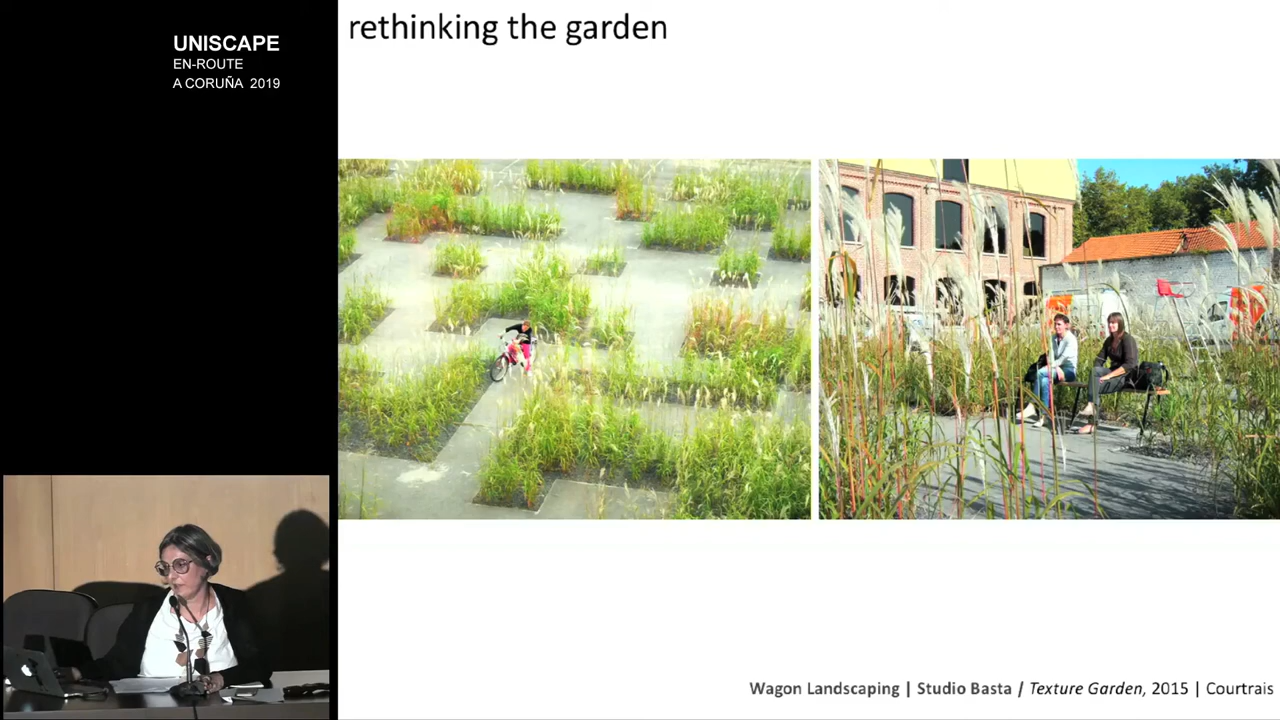 UNISCAPE
EN-ROUTE
A CORUÑA 2019
rethinking the garden
Wagon Landscaping | Studio Basta / Texture Garden, 2015 | Courtrais